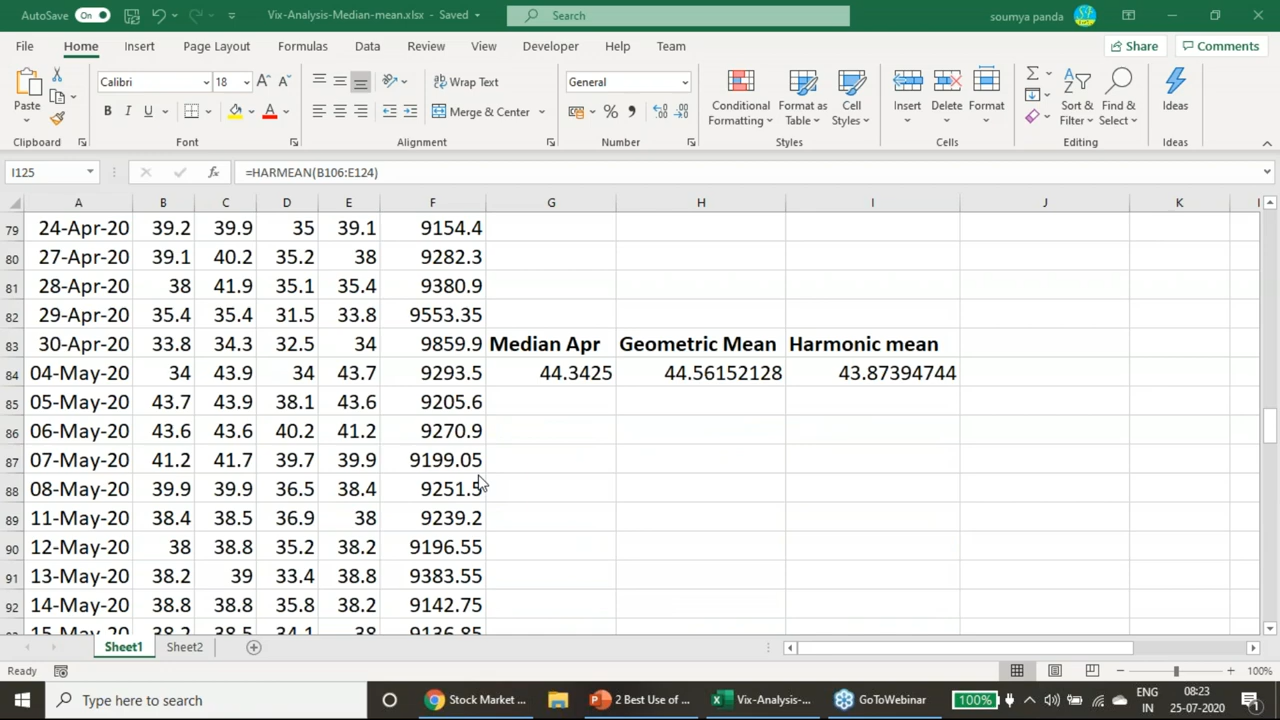 AutoSave On Vix-Analysis-Median-mean.xlsx - Saved Search soumya panda
File Home Insert Page Layout Formulas Data Review View Developer Help Team Share Comments
Paste Calibri 18 A A Wrap Text General Conditional Format as Cell Insert Delete Format Sort & Find & Ideas
B I U A Merge & Center % Formatting Table Styles Filter Select
Clipboard Font Alignment Number Styles Cells Editing Ideas
I125 fx =HARMEAN(B106:E124)
A B C D E F G H I J K
79 24-Apr-20 39.2 39.9 35 39.1 9154.4
80 27-Apr-20 39.1 40.2 35.2 38 9282.3
81 28-Apr-20 38 41.9 35.1 35.4 9380.9
82 29-Apr-20 35.4 35.4 31.5 33.8 9553.35
83 30-Apr-20 33.8 34.3 32.5 34 9859.9 Median Apr Geometric Mean Harmonic mean
84 04-May-20 34 43.9 34 43.7 9293.5 44.3425 44.56152128 43.87394744
85 05-May-20 43.7 43.9 38.1 43.6 9205.6
86 06-May-20 43.6 43.6 40.2 41.2 9270.9
87 07-May-20 41.2 41.7 39.7 39.9 9199.05
88 08-May-20 39.9 39.9 36.5 38.4 9251.5
89 11-May-20 38.4 38.5 36.9 38 9239.2
90 12-May-20 38 38.8 35.2 38.2 9196.55
91 13-May-20 38.2 39 33.4 38.8 9383.55
92 14-May-20 38.8 38.8 35.8 38.2 9142.75
15-May-20 38.2 38.5 34.1 38 9136.85
Sheet1 Sheet2
Ready 100%
Type here to search Stock Market ... 2 Best Use of ... Vix-Analysis-... GoToWebinar 100% ENG 08:23
IN 25-07-2020